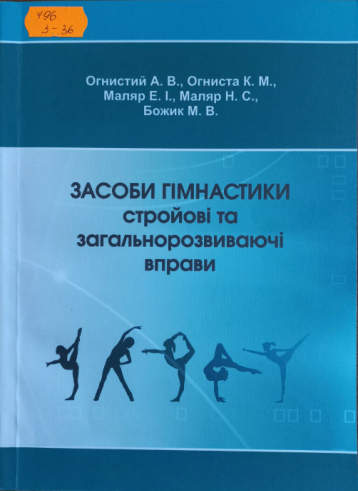 796
З-36
Огнистий А. В., Огниста К. М.,
Маляр Е. І., Маляр Н. С.,
Божик М. В.
ЗАСОБИ ГІМНАСТИКИ
стройові та
загальнорозвиваючі
вправи